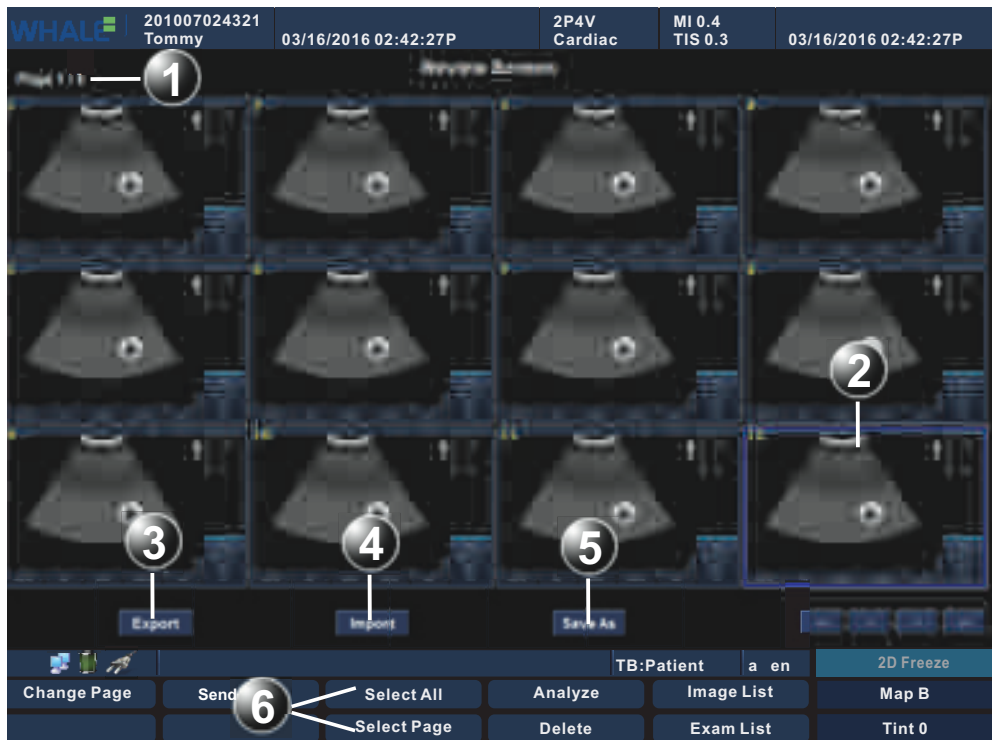 WHALE
201007024321
Tommy
03/16/2016 02:42:27P
2P4V
Cardiac
MI 0.4
TIS 0.3
03/16/2016 02:42:27P
Review Screen
1
2
3
4
5
6
Export
Import
Save As
TB:Patient
a en
2D Freeze
Change Page
Send
Select All
Analyze
Image List
Map B
Select Page
Delete
Exam List
Tint 0